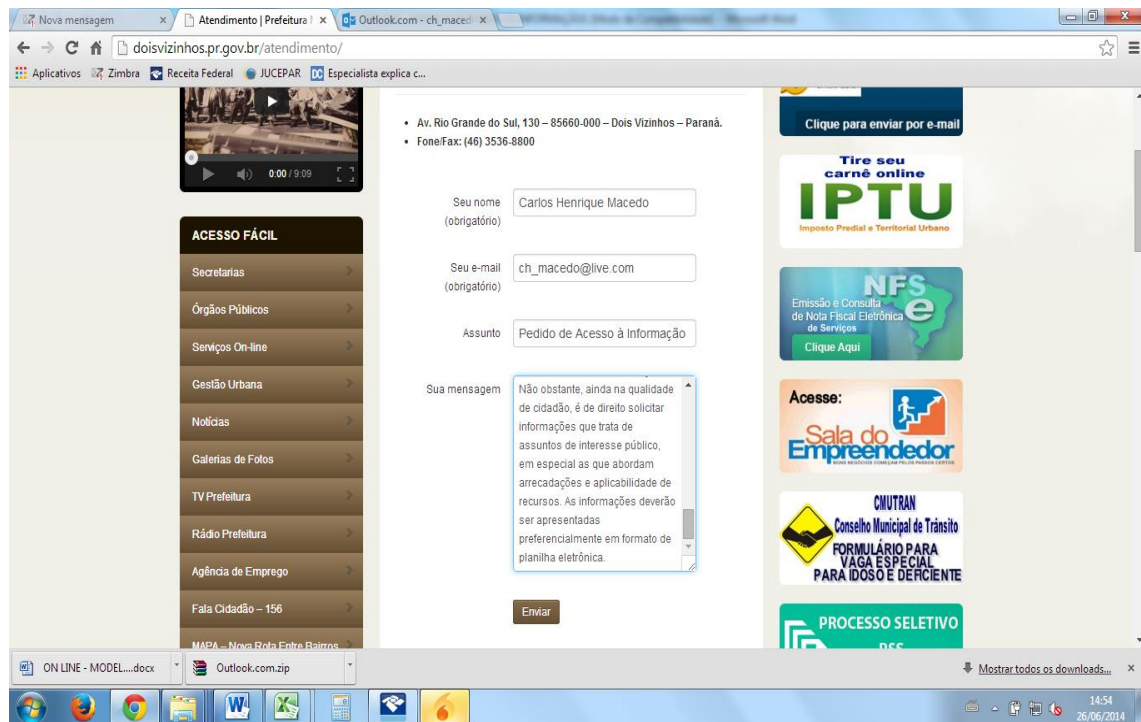 Nova mensagem
Atendimento | Prefeitura
Outlook.com - ch_maced
doisvizinhos.pr.gov.br/atendimento/
Aplicativos Zimbra Receita Federal JUCEPAR Especialista explica c...
0:00 / 9:09
ACESSO FÁCIL
Secretarias
Órgãos Públicos
Serviços On-line
Gestão Urbana
Notícias
Galerias de Fotos
TV Prefeitura
Rádio Prefeitura
Agência de Emprego
Fala Cidadão – 156
MAPA – Nova Rota Entre Bairros
• Av. Rio Grande do Sul, 130 – 85660-000 – Dois Vizinhos – Paraná.
• Fone/Fax: (46) 3536-8800
Seu nome
(obrigatório)
Carlos Henrique Macedo
Seu e-mail
(obrigatório)
ch_macedo@live.com
Assunto
Pedido de Acesso à Informação
Sua mensagem
Não obstante, ainda na qualidade
de cidadão, é de direito solicitar
informações que trata de
assuntos de interesse público,
em especial as que abordam
arrecadações e aplicabilidade de
recursos. As informações deverão
ser apresentadas
preferencialmente em formato de
planilha eletrônica.
Enviar
Clique para enviar por e-mail
Tire seu
carnê online
IPTU
Imposto Predial e Territorial Urbano
NFS
e
Emissão e Consulta
de Nota Fiscal Eletrônica
de Serviços
Clique Aqui
Acesse:
Sala do
Empreendedor
BONS NEGÓCIOS COMEÇAM PELOS PASSOS CERTOS
CMUTRAN
Conselho Municipal de Trânsito
FORMULÁRIO PARA
VAGA ESPECIAL
PARA IDOSO E DEFICIENTE
PROCESSO SELETIVO
PSS
ON LINE - MODEL....docx
Outlook.com.zip
Mostrar todos os downloads...
14:54
26/06/2014